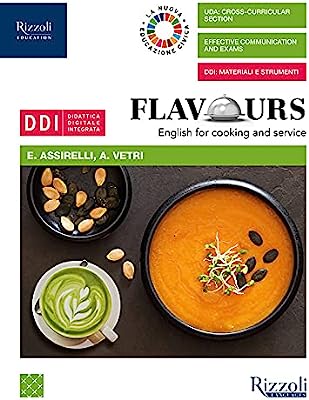 Rizzoli
EDUCATION
LA NUOVA
EDUCAZIONE CIVICA
UDA: CROSS-CURRICULAR
SECTION
EFFECTIVE COMMUNICATION
AND EXAMS
DDI: MATERIALI E STRUMENTI
DDI
DIDATTICA
DIGITALE
INTEGRATA
FLAVOURS
English for cooking and service
E. ASSIRELLI, A. VETRI
Rizzoli
LANGUAGES